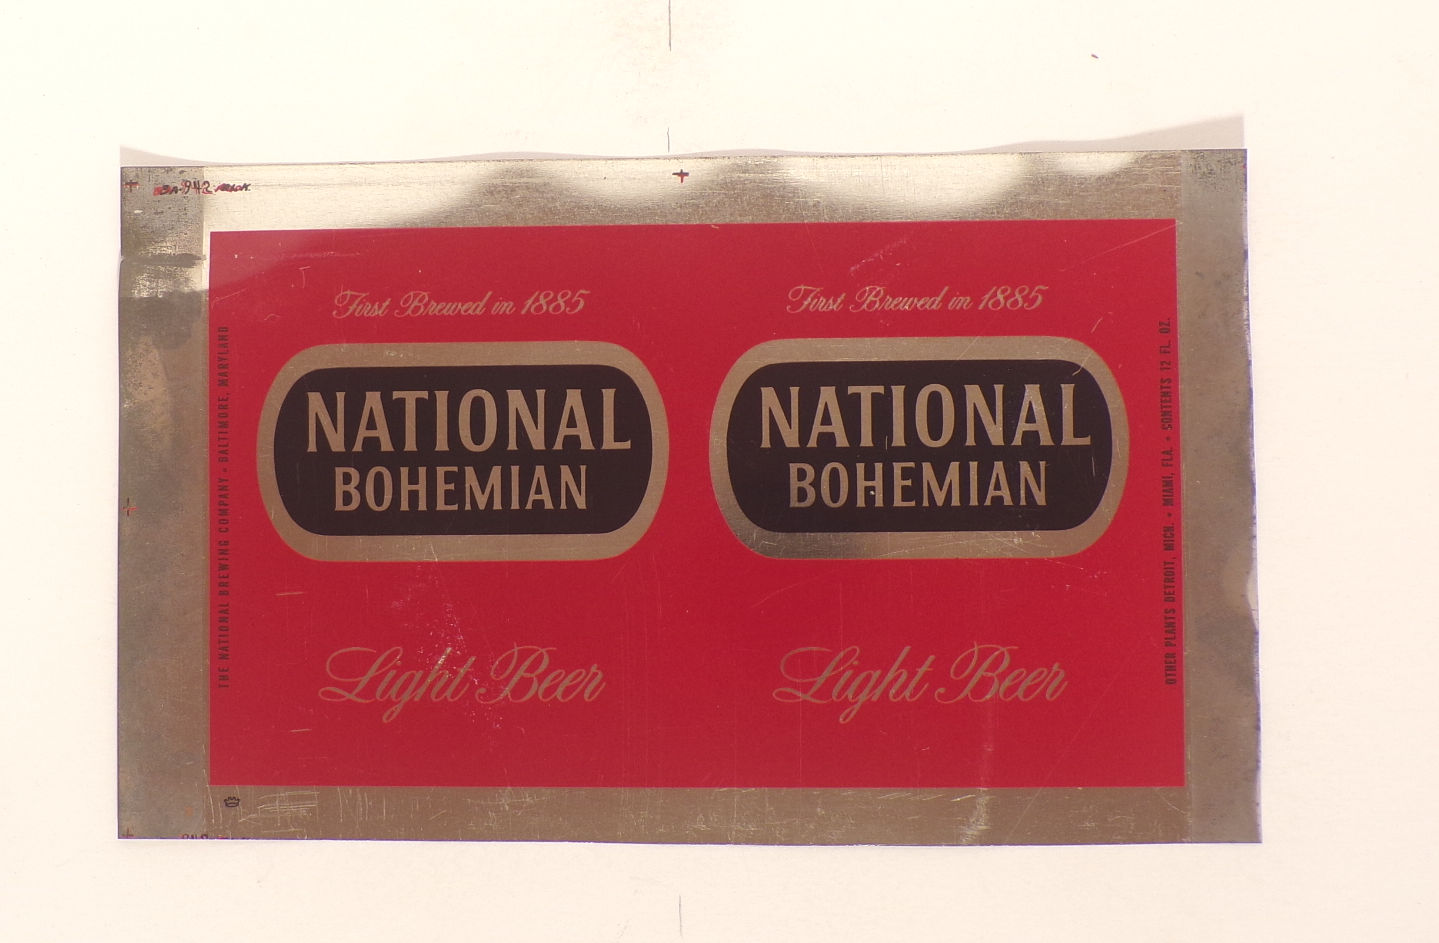 942
First Brewed in 1885
NATIONAL
BOHEMIAN
Light Beer
First Brewed in 1885
NATIONAL
BOHEMIAN
Light Beer
THE NATIONAL BREWING COMPANY - BALTIMORE, MARYLAND
OTHER PLANTS DETROIT, MICH. • MIAMI, FLA. • CONTENTS 12 FL. OZ.